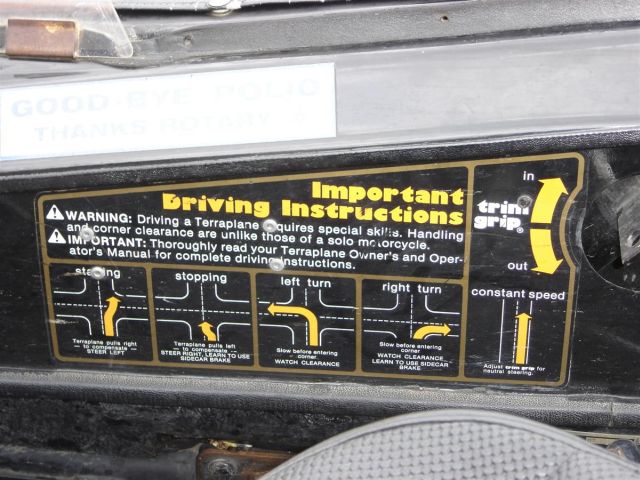 GOOD-BYE POLIO
THANKS ROTARY
Important
Driving Instructions
WARNING: Driving a Terraplane requires special skills. Handling
and corner clearance are unlike those of a solo motorcycle.
IMPORTANT: Thoroughly read your Terraplane Owner's and Oper-
ator's Manual for complete driving instructions.
in
trim
grip®
out
starting
Terraplane pulls right
— to compensate —
STEER LEFT
stopping
Terraplane pulls left
— to compensate —
STEER RIGHT, LEARN TO USE
SIDECAR BRAKE
left turn
Slow before entering
corner.
WATCH CLEARANCE
right turn
Slow before entering
corner.
WATCH CLEARANCE
LEARN TO USE SIDECAR
BRAKE
constant speed
Adjust trim grip for
neutral steering.